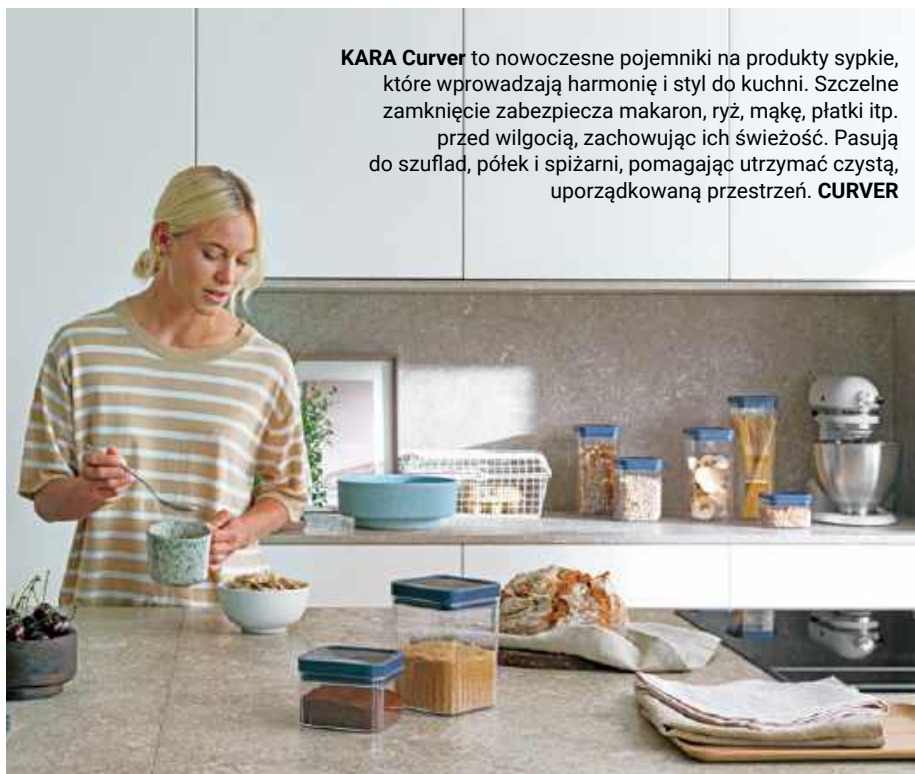 KARA Curver to nowoczesne pojemniki na produkty sypkie,
które wprowadzają harmonię i styl do kuchni. Szczelne
zamknięcie zabezpiecza makaron, ryż, mąkę, płatki itp.
przed wilgocią, zachowując ich świeżość. Pasują
do szuflad, półek i spiżarni, pomagając utrzymać czystą,
uporządkowaną przestrzeń. CURVER